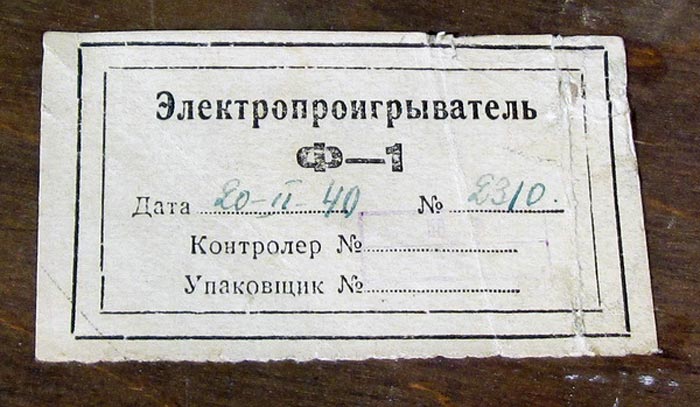 Электропроигрыватель
Ф—1
Дата 20-II-40 № 2310.
Контролер №
Упаковщик №